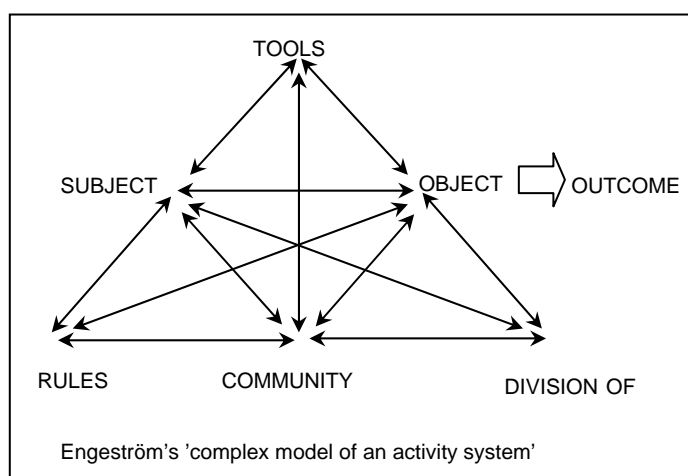 TOOLS
SUBJECT OBJECT OUTCOME
RULES COMMUNITY DIVISION OF
Engeström's 'complex model of an activity system'